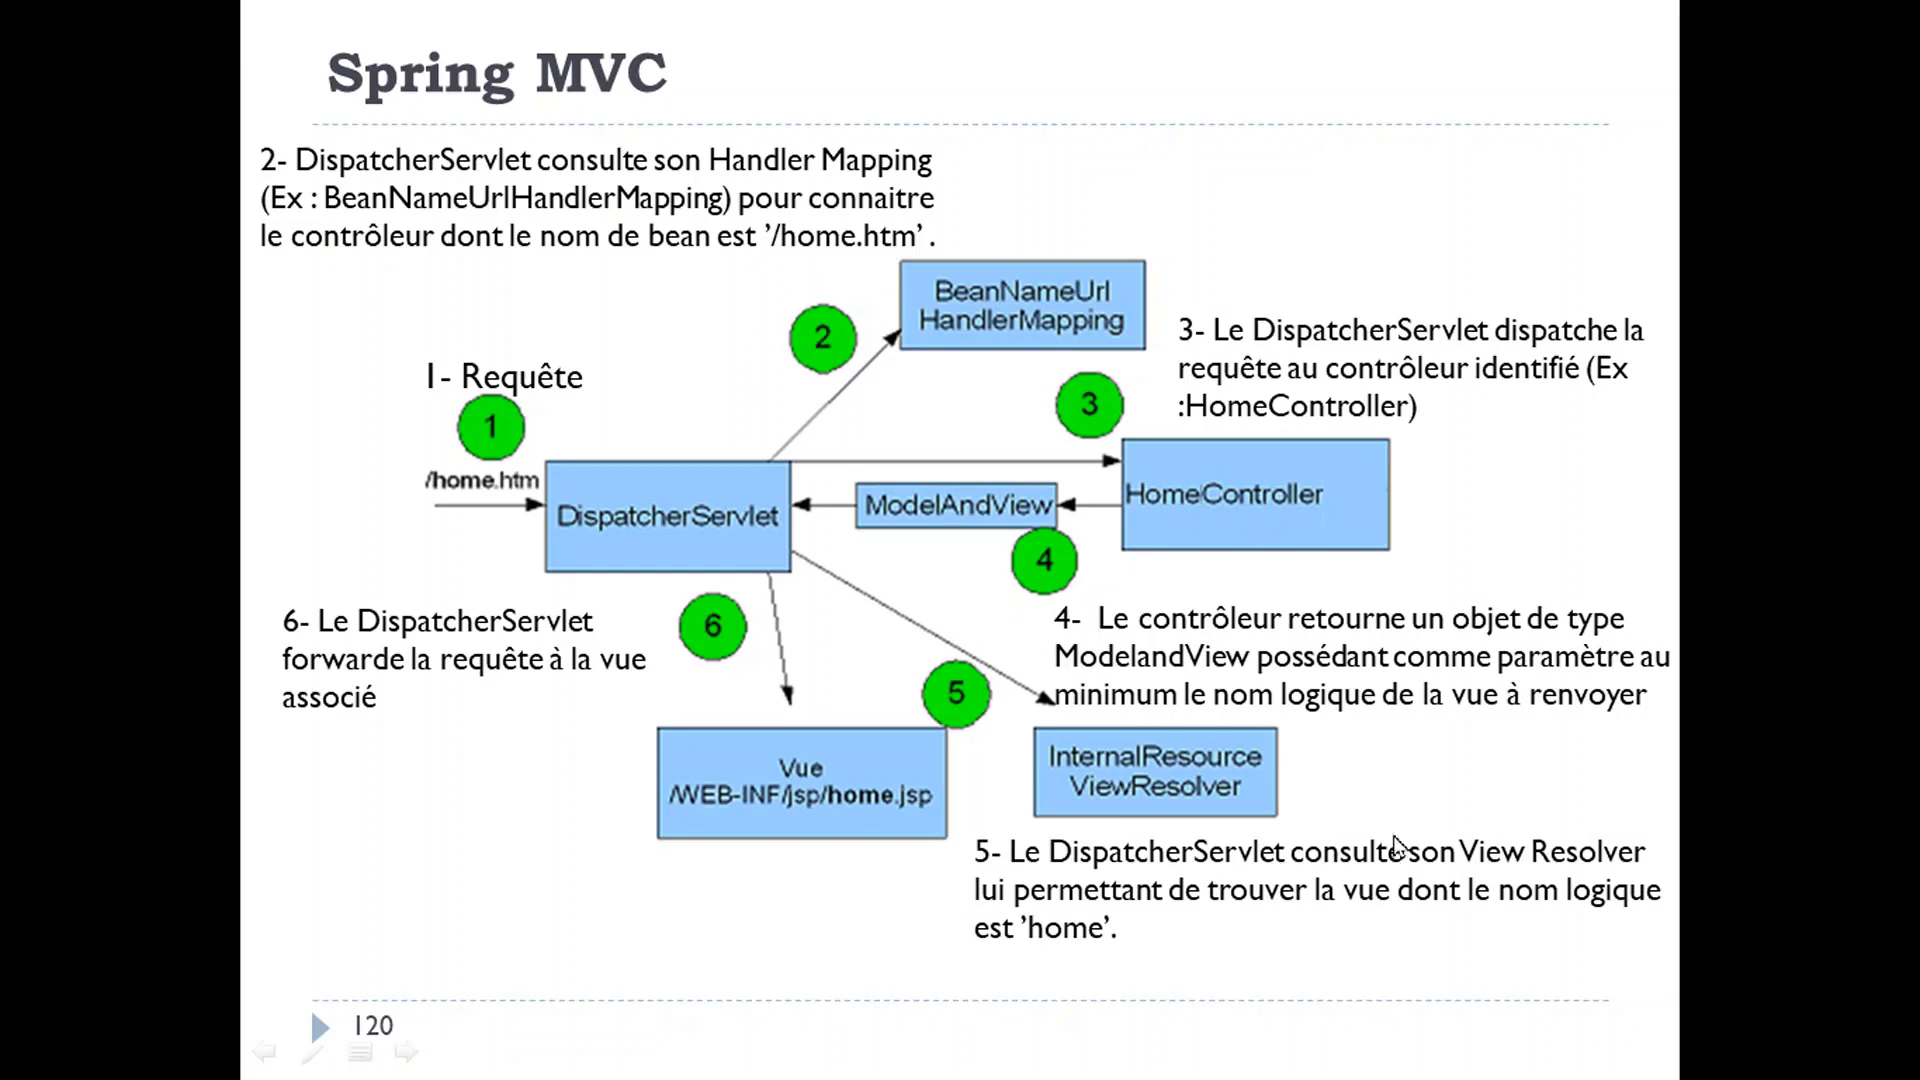 Spring MVC
2- DispatcherServlet consulte son Handler Mapping
(Ex : BeanNameUrlHandlerMapping) pour connaitre
le contrôleur dont le nom de bean est ’/home.htm’ .
BeanNameUrl
HandlerMapping
2
3- Le DispatcherServlet dispatche la
requête au contrôleur identifié (Ex
:HomeController)
1- Requête
1
3
/home.htm
DispatcherServlet
ModelAndView
HomeController
4
6- Le DispatcherServlet
forwarde la requête à la vue
associé
6
4- Le contrôleur retourne un objet de type
ModelandView possédant comme paramètre au
minimum le nom logique de la vue à renvoyer
5
Vue
/WEB-INF/jsp/home.jsp
InternalResource
ViewResolver
5- Le DispatcherServlet consulte son View Resolver
lui permettant de trouver la vue dont le nom logique
est ’home’.
120